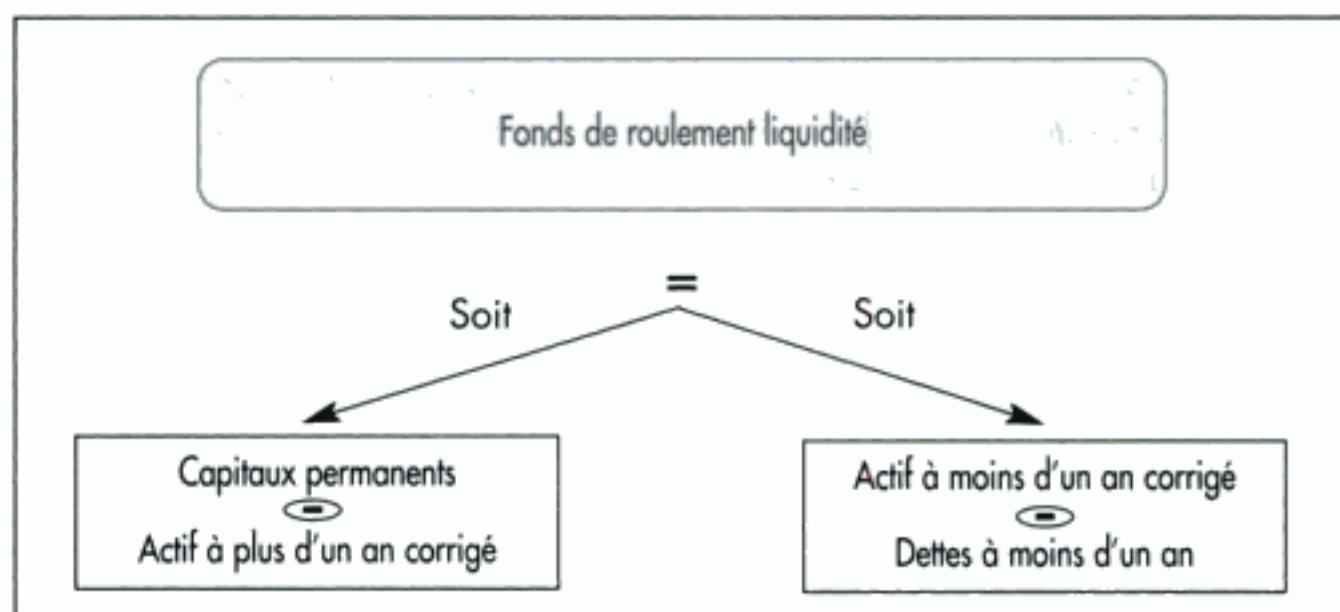 Fonds de roulement liquidité
=
Soit
Soit
Capitaux permanents
-
Actif à plus d'un an corrigé
Actif à moins d'un an corrigé
-
Dettes à moins d'un an